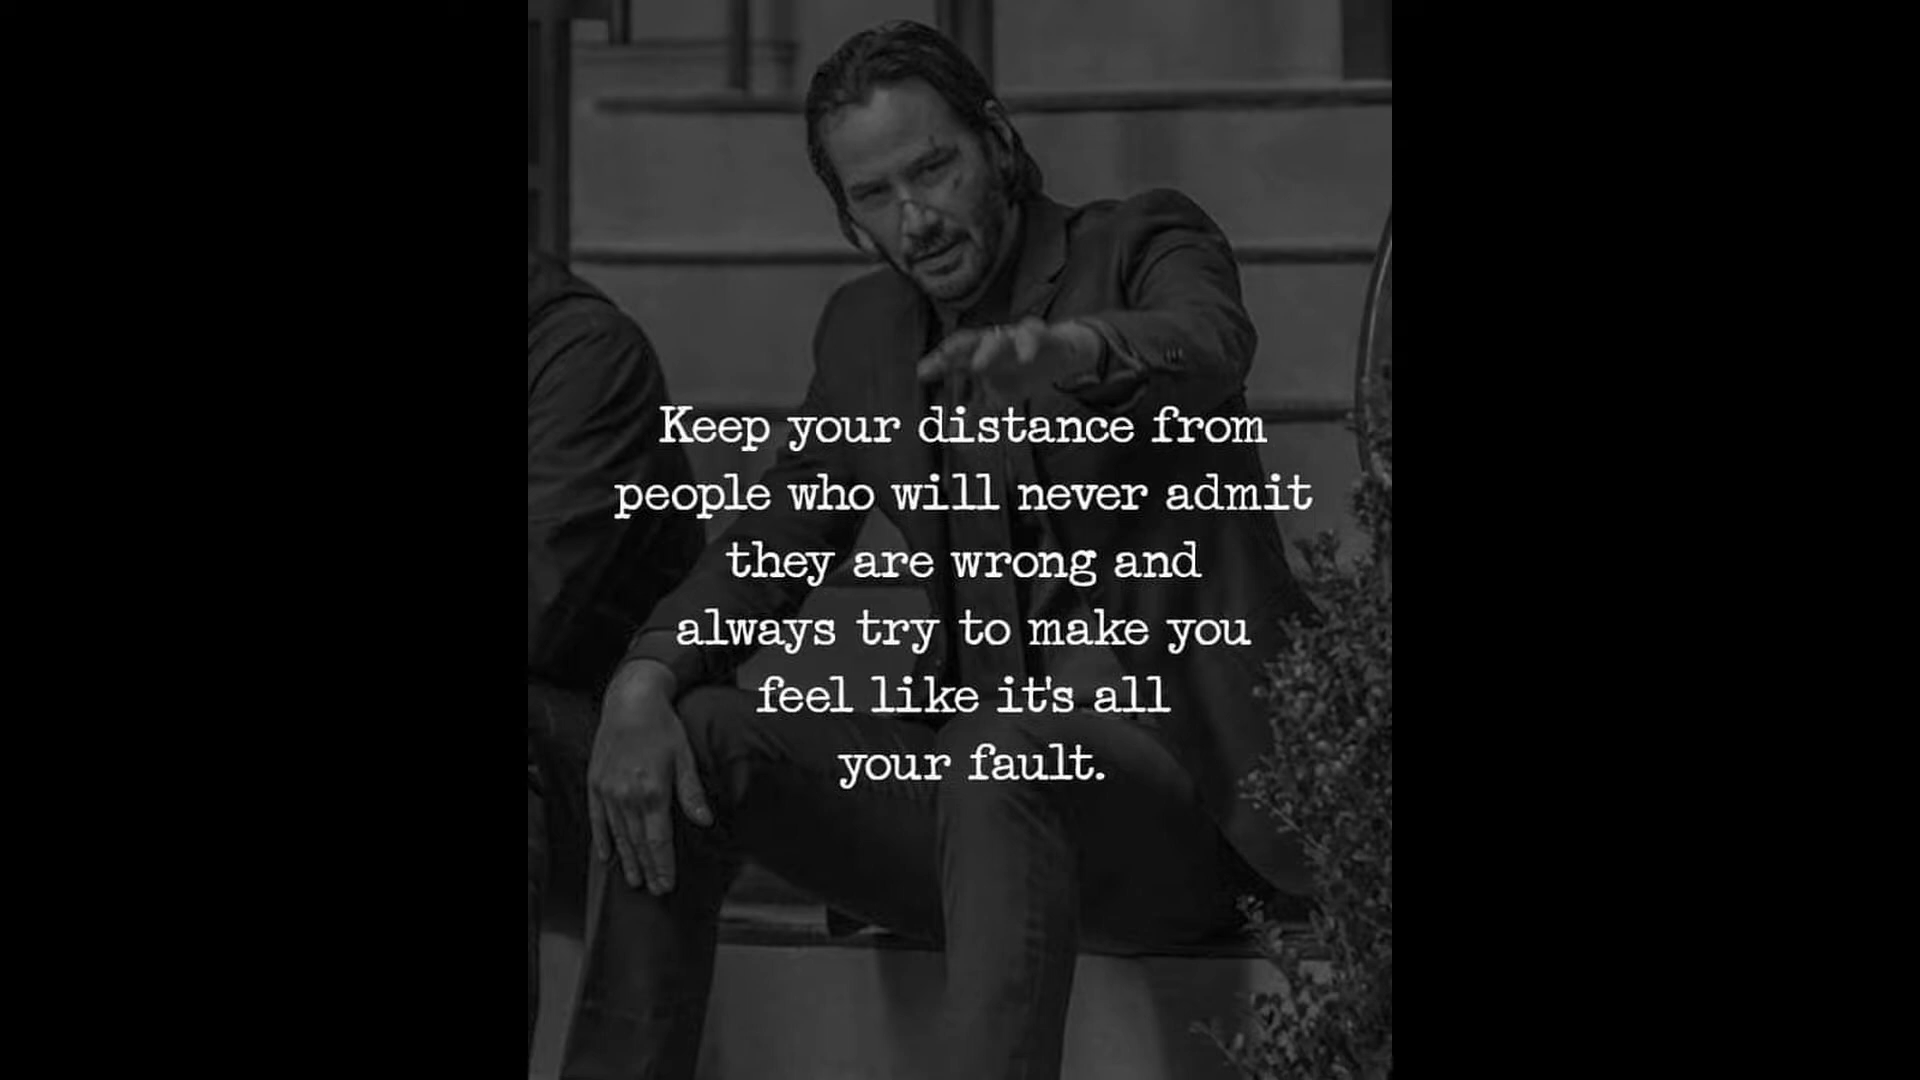 Keep your distance from
people who will never admit
they are wrong and
always try to make you
feel like it's all
your fault.